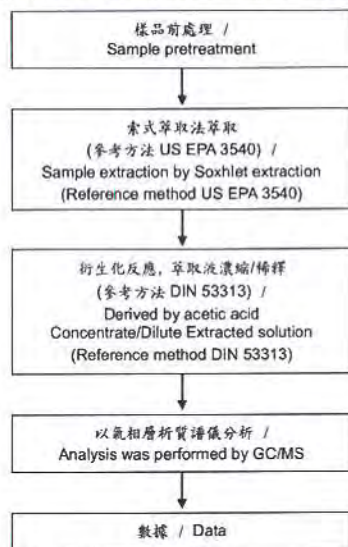 樣品前處理 /
Sample pretreatment
索式萃取法萃取
(參考方法 US EPA 3540) /
Sample extraction by Soxhlet extraction
(Reference method US EPA 3540)
衍生化反應, 萃取液濃縮/稀釋
(參考方法 DIN 53313) /
Derived by acetic acid
Concentrate/Dilute Extracted solution
(Reference method DIN 53313)
以氣相層析質譜儀分析 /
Analysis was performed by GC/MS
數據 / Data